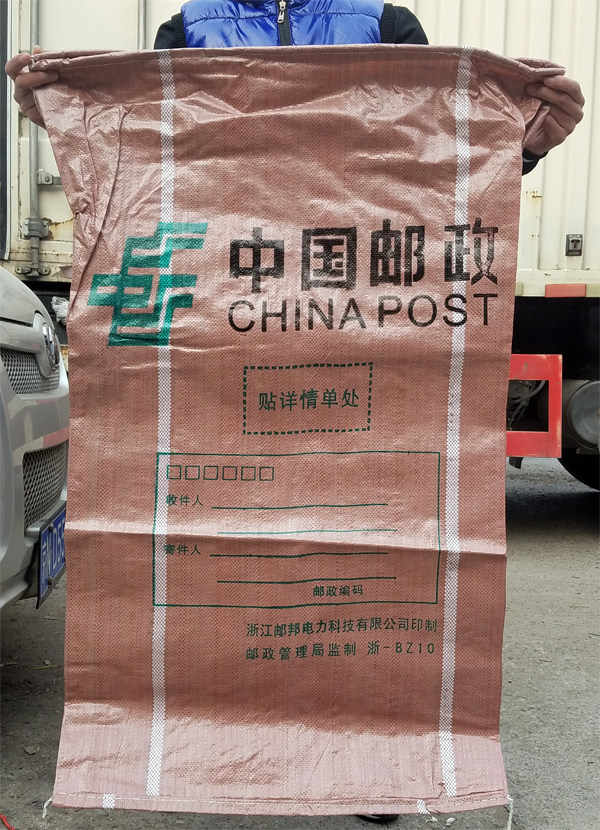 中国邮政
CHINA POST
贴详情单处
收件人
寄件人
邮政编码
浙江邮邦电力科技有限公司印制
邮政管理局监制 浙-BZ10